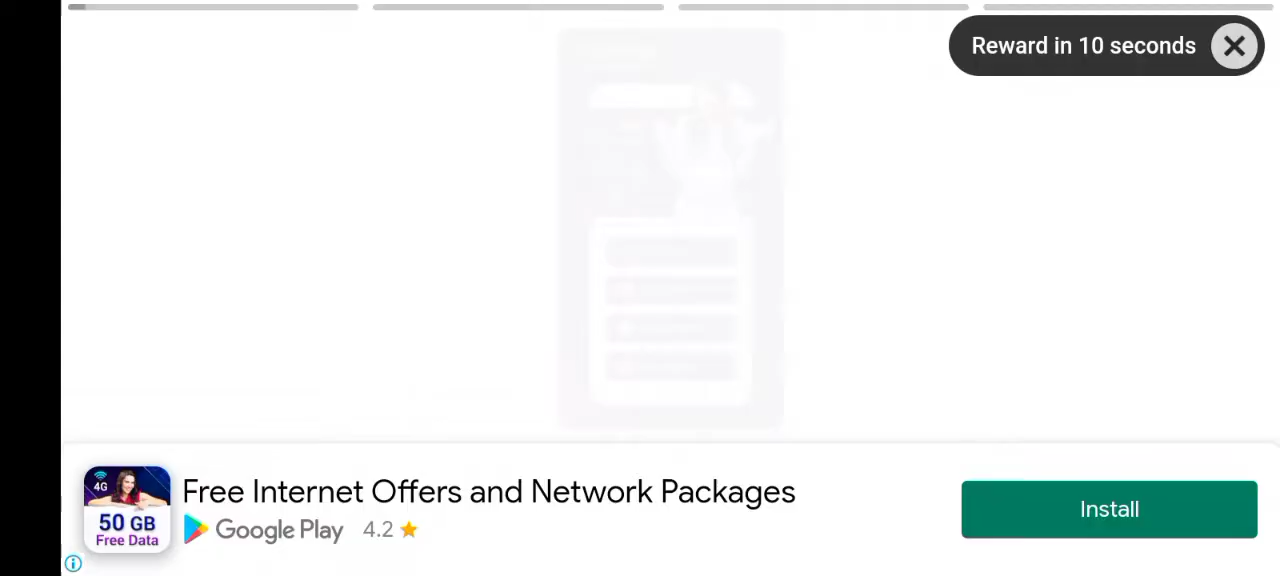 Reward in 10 seconds
4G
50 GB
Free Data
Free Internet Offers and Network Packages
Google Play 4.2
Install